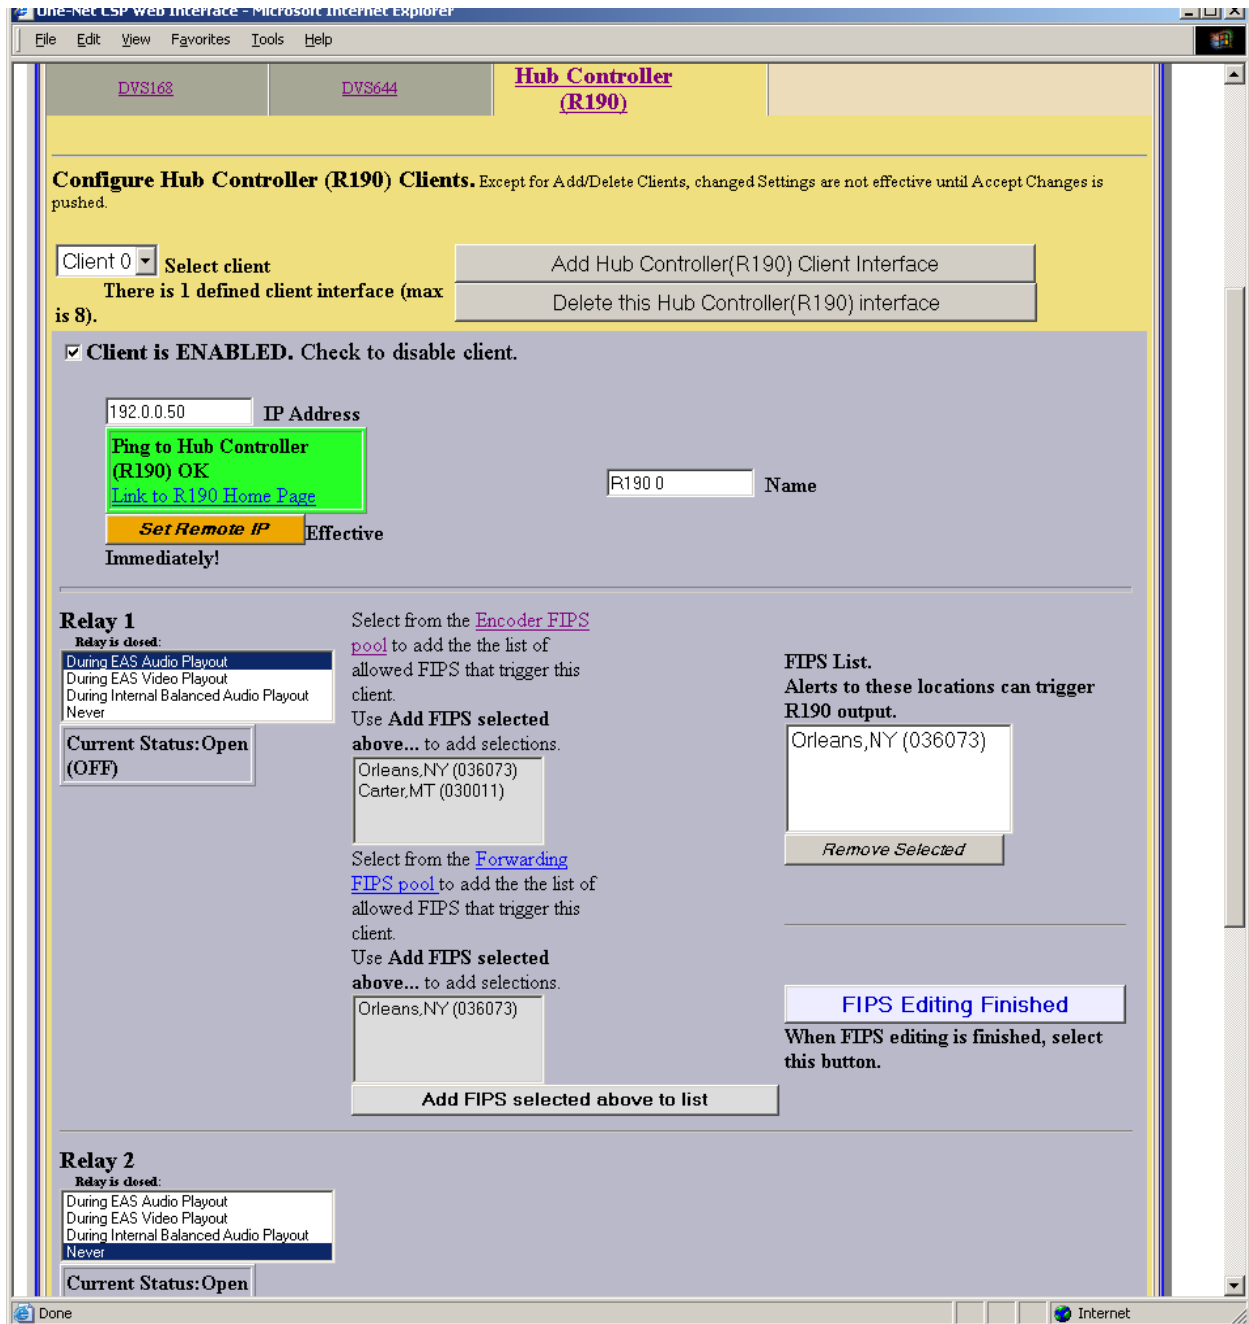 One-Net CSP Web Interface - Microsoft Internet Explorer
File Edit View Favorites Tools Help
DVS168
DVS644
Hub Controller
(R190)
Configure Hub Controller (R190) Clients. Except for Add/Delete Clients, changed Settings are not effective until Accept Changes is
pushed.
Client 0 Select client
There is 1 defined client interface (max
is 8).
Add Hub Controller(R190) Client Interface
Delete this Hub Controller(R190) interface
Client is ENABLED. Check to disable client.
192.0.0.50 IP Address
Ping to Hub Controller
(R190) OK
Link to R190 Home Page
Set Remote IP Effective
Immediately!
R190 0 Name
Relay 1
Relay is closed:
During EAS Audio Playout
During EAS Video Playout
During Internal Balanced Audio Playout
Never
Current Status:Open
(OFF)
Select from the Encoder FIPS
pool to add the the list of
allowed FIPS that trigger this
client.
Use Add FIPS selected
above... to add selections.
Orleans,NY (036073)
Carter,MT (030011)
Select from the Forwarding
FIPS pool to add the the list of
allowed FIPS that trigger this
client.
Use Add FIPS selected
above... to add selections.
Orleans,NY (036073)
Add FIPS selected above to list
FIPS List.
Alerts to these locations can trigger
R190 output.
Orleans,NY (036073)
Remove Selected
FIPS Editing Finished
When FIPS editing is finished, select
this button.
Relay 2
Relay is closed:
During EAS Audio Playout
During EAS Video Playout
During Internal Balanced Audio Playout
Never
Current Status:Open
Done
Internet